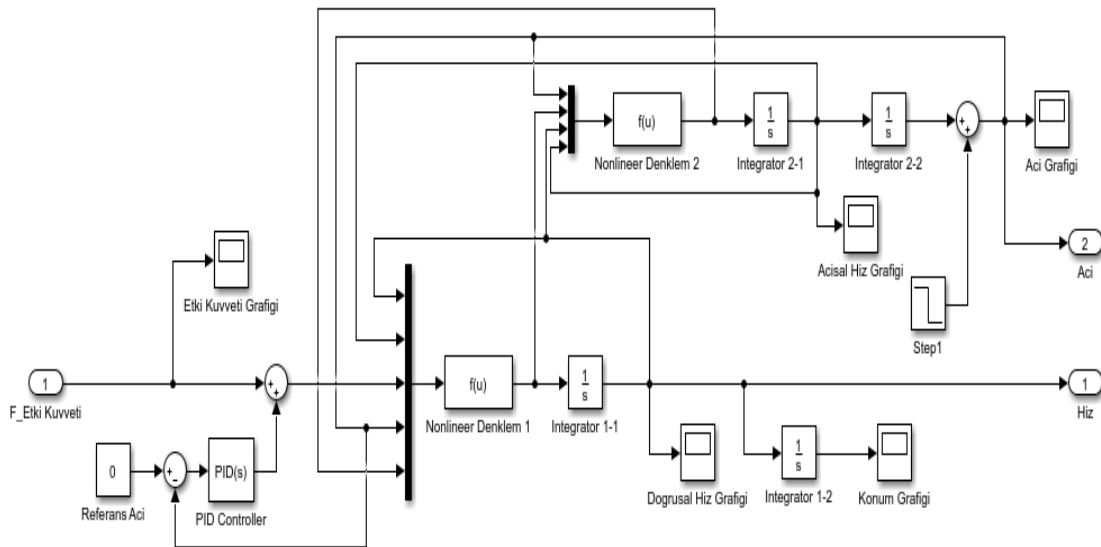 f(u)
Nonlineer Denklem 2
1
s
Integrator 2-1
1
s
Integrator 2-2
+
+
Aci Grafigi
Acisal Hiz Grafigi
2
Aci
Etki Kuvveti Grafigi
Step1
1
F_Etki Kuvveti
+
+
f(u)
Nonlineer Denklem 1
1
s
Integrator 1-1
1
Hiz
0
Referans Aci
+
−
PID(s)
PID Controller
Dogrusal Hiz Grafigi
1
s
Integrator 1-2
Konum Grafigi